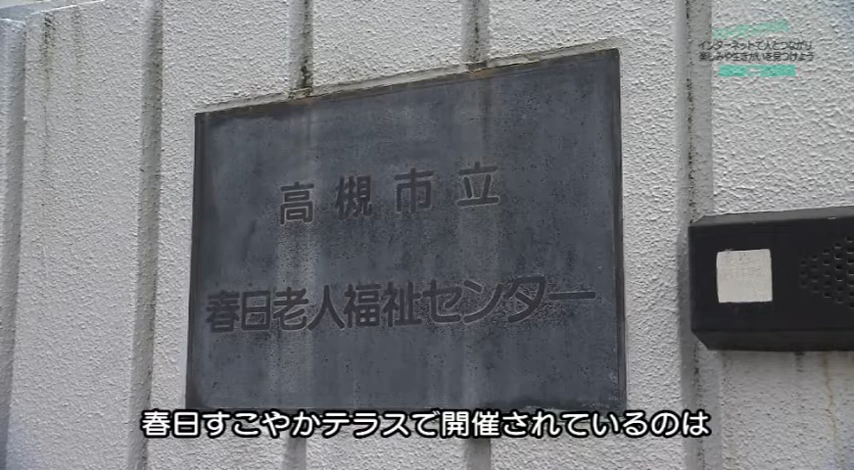 インターネットで人とつながり
楽しみや生きがいを見つけよう
高槻市立
春日老人福祉センター
春日すこやかテラスで開催されているのは